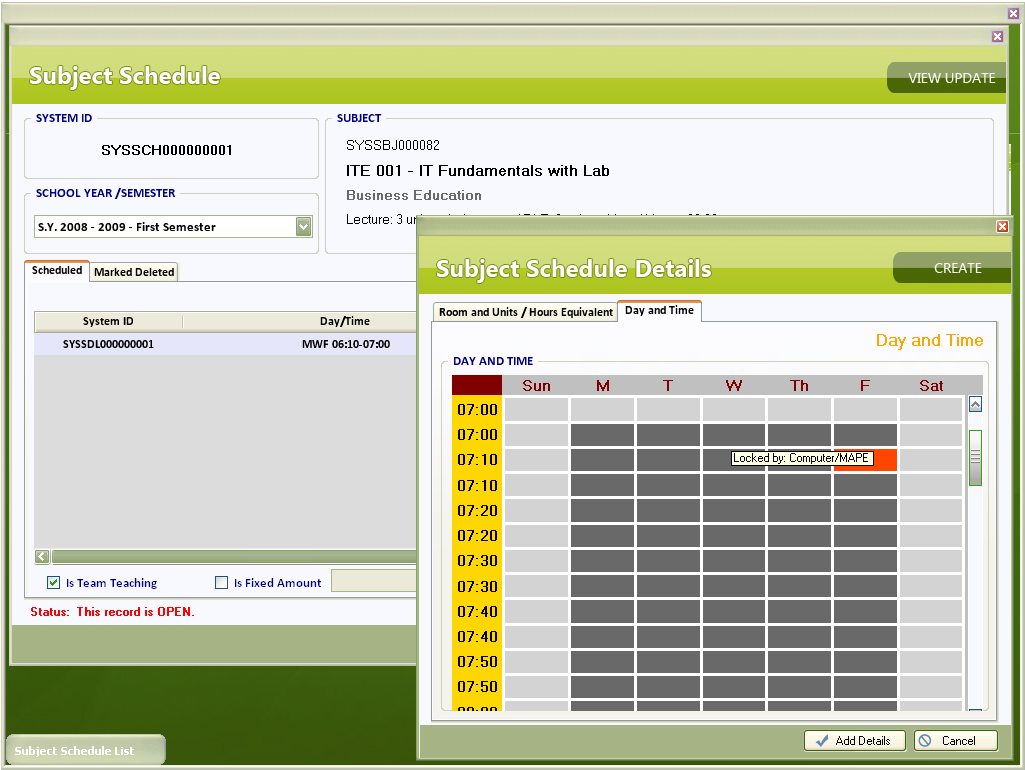 Subject Schedule
VIEW UPDATE
SYSTEM ID
SYSSCH000000001
SCHOOL YEAR /SEMESTER
S.Y. 2008 - 2009 - First Semester
SUBJECT
SYSSBJ000082
ITE 001 - IT Fundamentals with Lab
Business Education
Lecture: 3
Scheduled
Marked Deleted
System ID
Day/Time
SYSSDL000000001
MWF 06:10-07:00
Is Team Teaching
Is Fixed Amount
Status: This record is OPEN.
Subject Schedule Details
CREATE
Room and Units / Hours Equivalent
Day and Time
Day and Time
DAY AND TIME
Sun M T W Th F Sat
07:00
07:00
07:10
Locked by: Computer/MAPE
07:10
07:20
07:20
07:30
07:30
07:40
07:40
07:50
07:50
Add Details
Cancel
Subject Schedule List